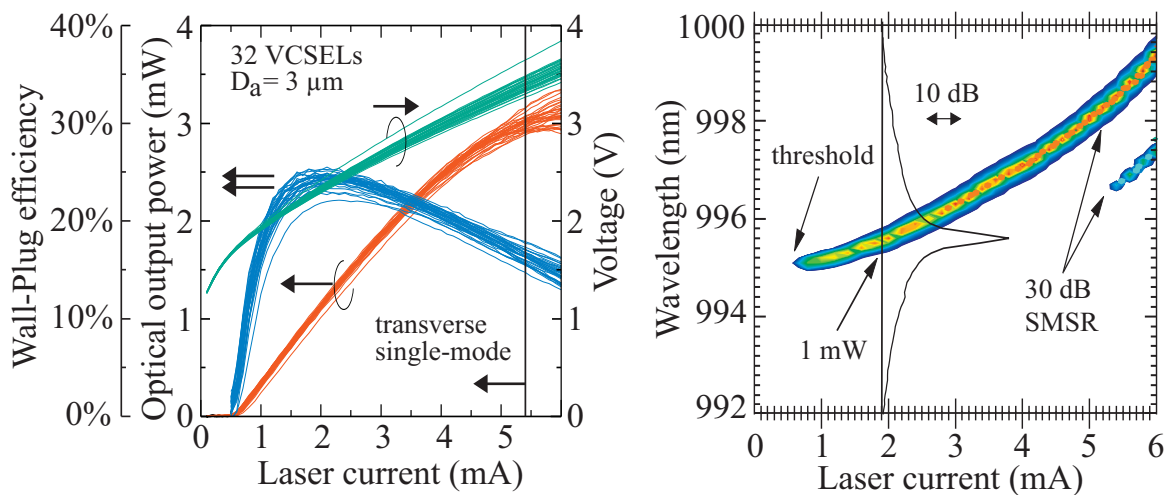 Wall-Plug efficiency
40%
30%
20%
10%
0%
Optical output power (mW)
4
3
2
1
0
32 VCSELs
Dₐ= 3 µm
transverse
single-mode
4
3
2
1
0
Voltage (V)
0 1 2 3 4 5
Laser current (mA)
Wavelength (nm)
1000
998
996
994
992
10 dB
threshold
1 mW
30 dB
SMSR
0 1 2 3 4 5 6
Laser current (mA)